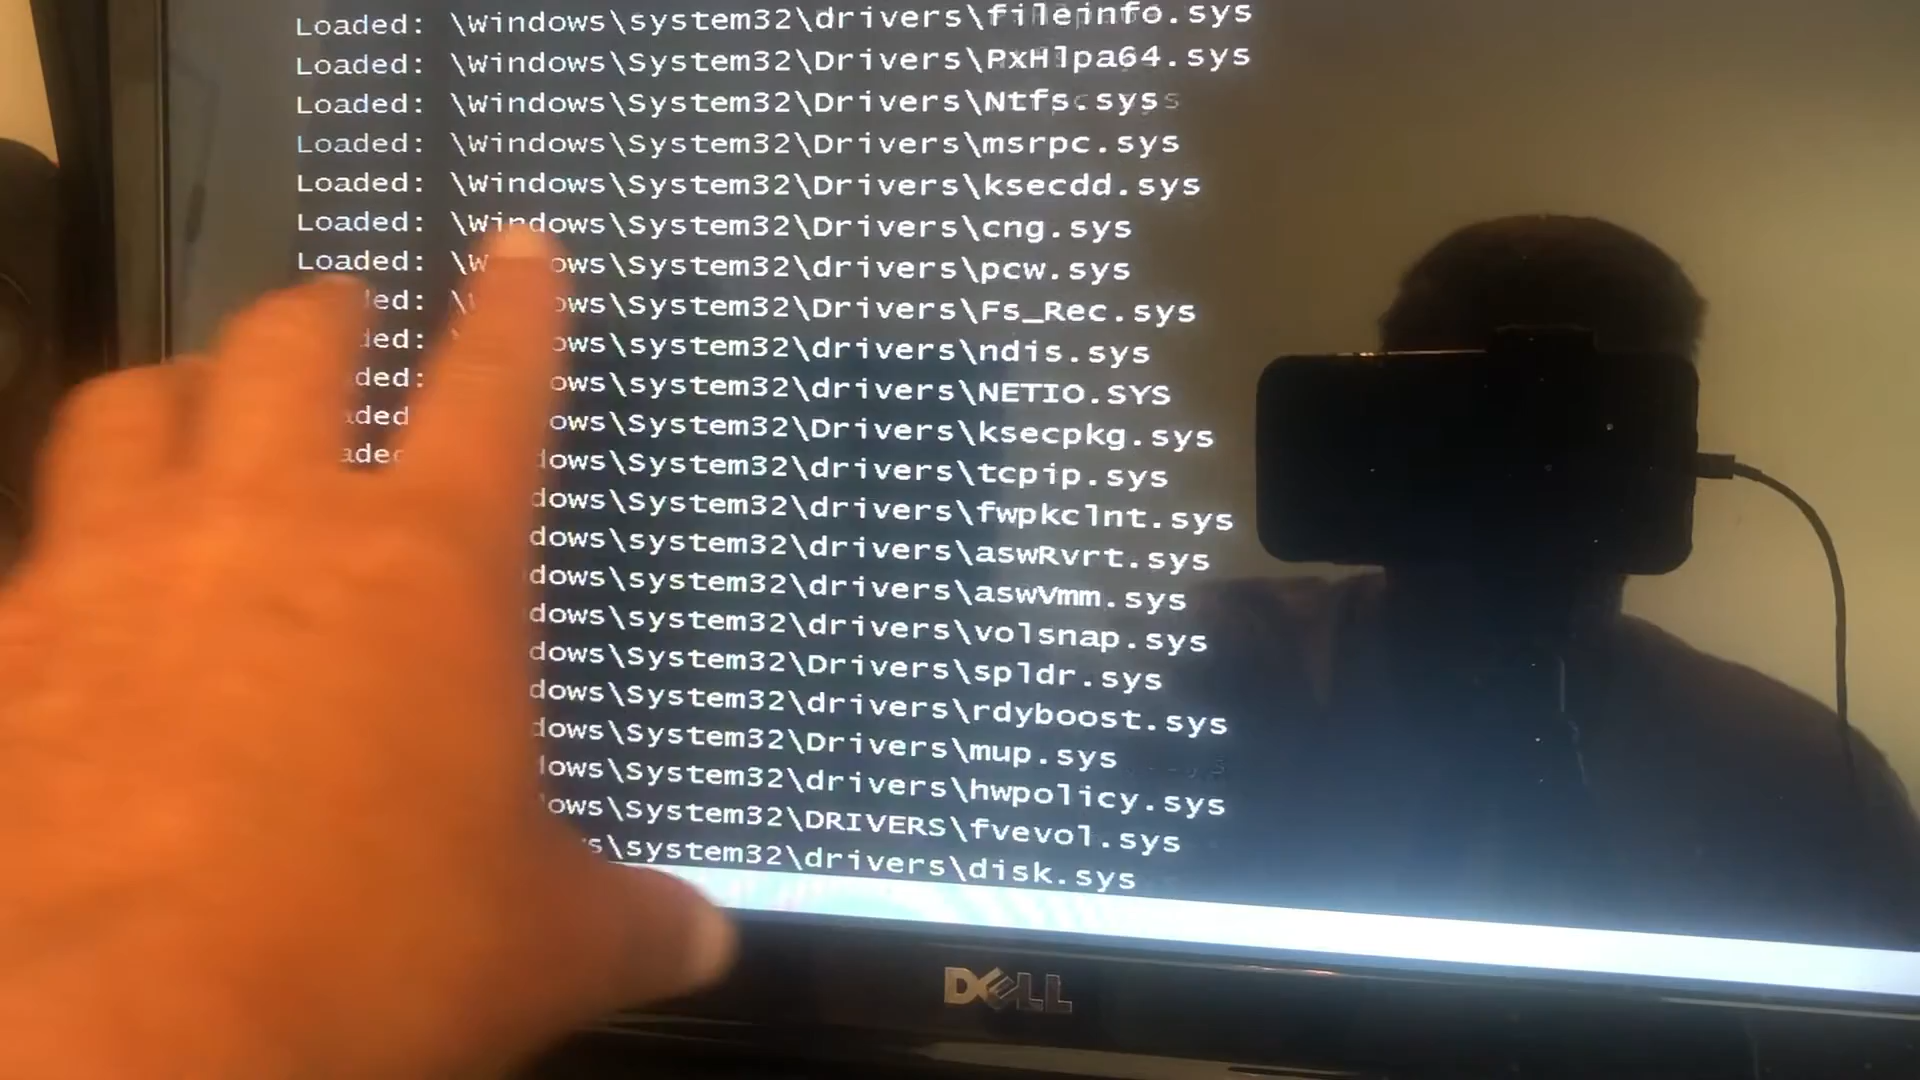 Loaded: \Windows\system32\drivers\fileinfo.sys
Loaded: \Windows\System32\Drivers\PxHlpa64.sys
Loaded: \Windows\System32\Drivers\Ntfs.sys
Loaded: \Windows\System32\Drivers\msrpc.sys
Loaded: \Windows\System32\Drivers\ksecdd.sys
Loaded: \Windows\System32\Drivers\cng.sys
Loaded: \W ows\System32\drivers\pcw.sys
ded: \ ows\System32\Drivers\Fs_Rec.sys
ded: ows\system32\drivers\ndis.sys
ded: ows\system32\drivers\NETIO.SYS
aded ows\System32\Drivers\ksecpkg.sys
aded dows\System32\drivers\tcpip.sys
dows\System32\drivers\fwpkclnt.sys
dows\system32\drivers\aswRvrt.sys
dows\system32\drivers\aswVmm.sys
dows\system32\drivers\volsnap.sys
dows\System32\Drivers\spldr.sys
dows\System32\drivers\rdyboost.sys
dows\System32\Drivers\mup.sys
lows\System32\drivers\hwpolicy.sys
ows\System32\DRIVERS\fvevol.sys
s\system32\drivers\disk.sys
DELL